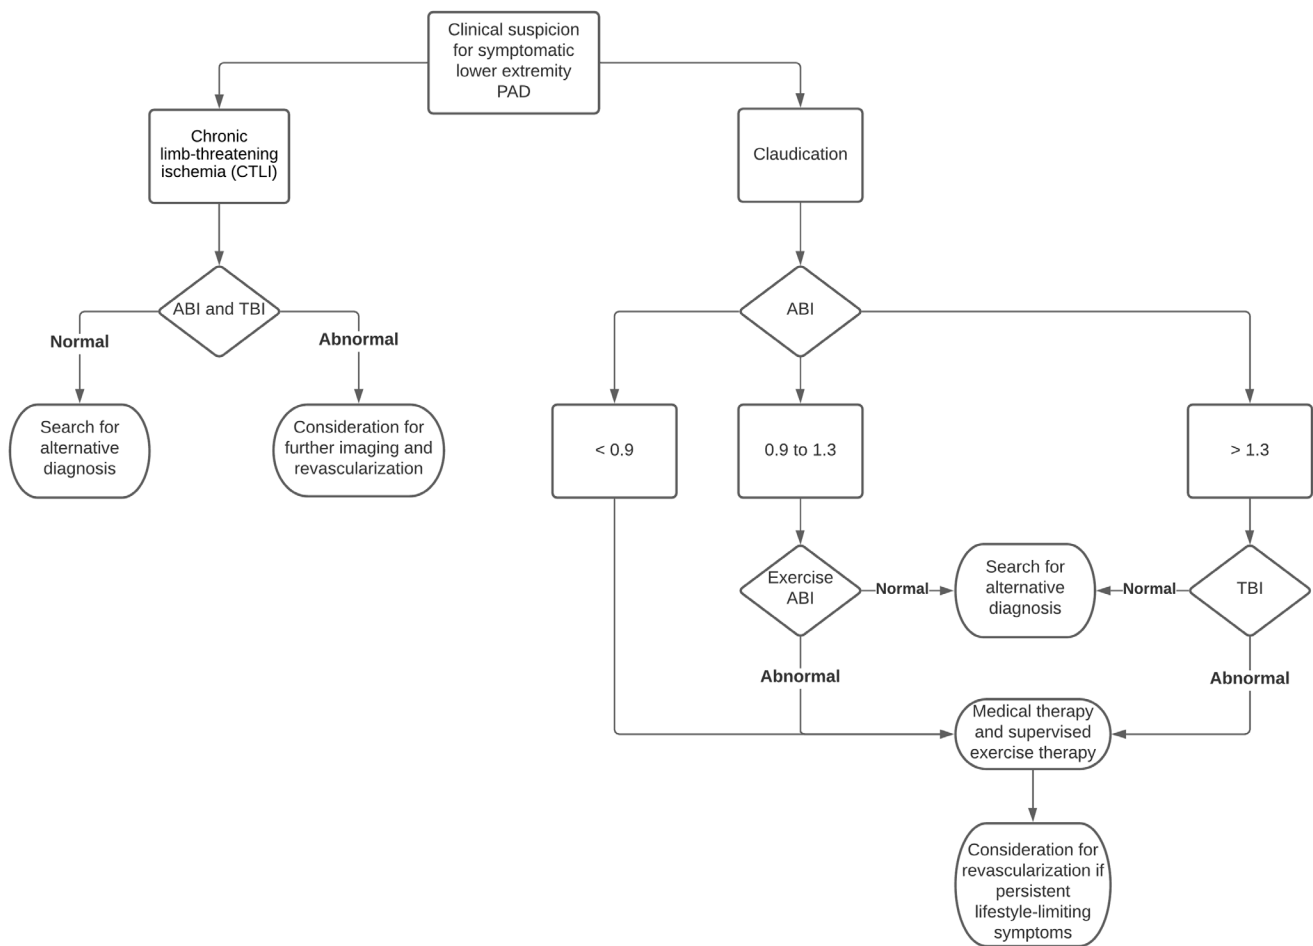 Clinical suspicion
for symptomatic
lower extremity
PAD
Chronic
limb-threatening
ischemia (CTLI)
Claudication
ABI and TBI
ABI
Normal
Abnormal
Search for
alternative
diagnosis
Consideration for
further imaging and
revascularization
< 0.9
0.9 to 1.3
> 1.3
Exercise
ABI
Normal
Search for
alternative
diagnosis
Normal
TBI
Abnormal
Abnormal
Medical therapy
and supervised
exercise therapy
Consideration for
revascularization if
persistent
lifestyle-limiting
symptoms